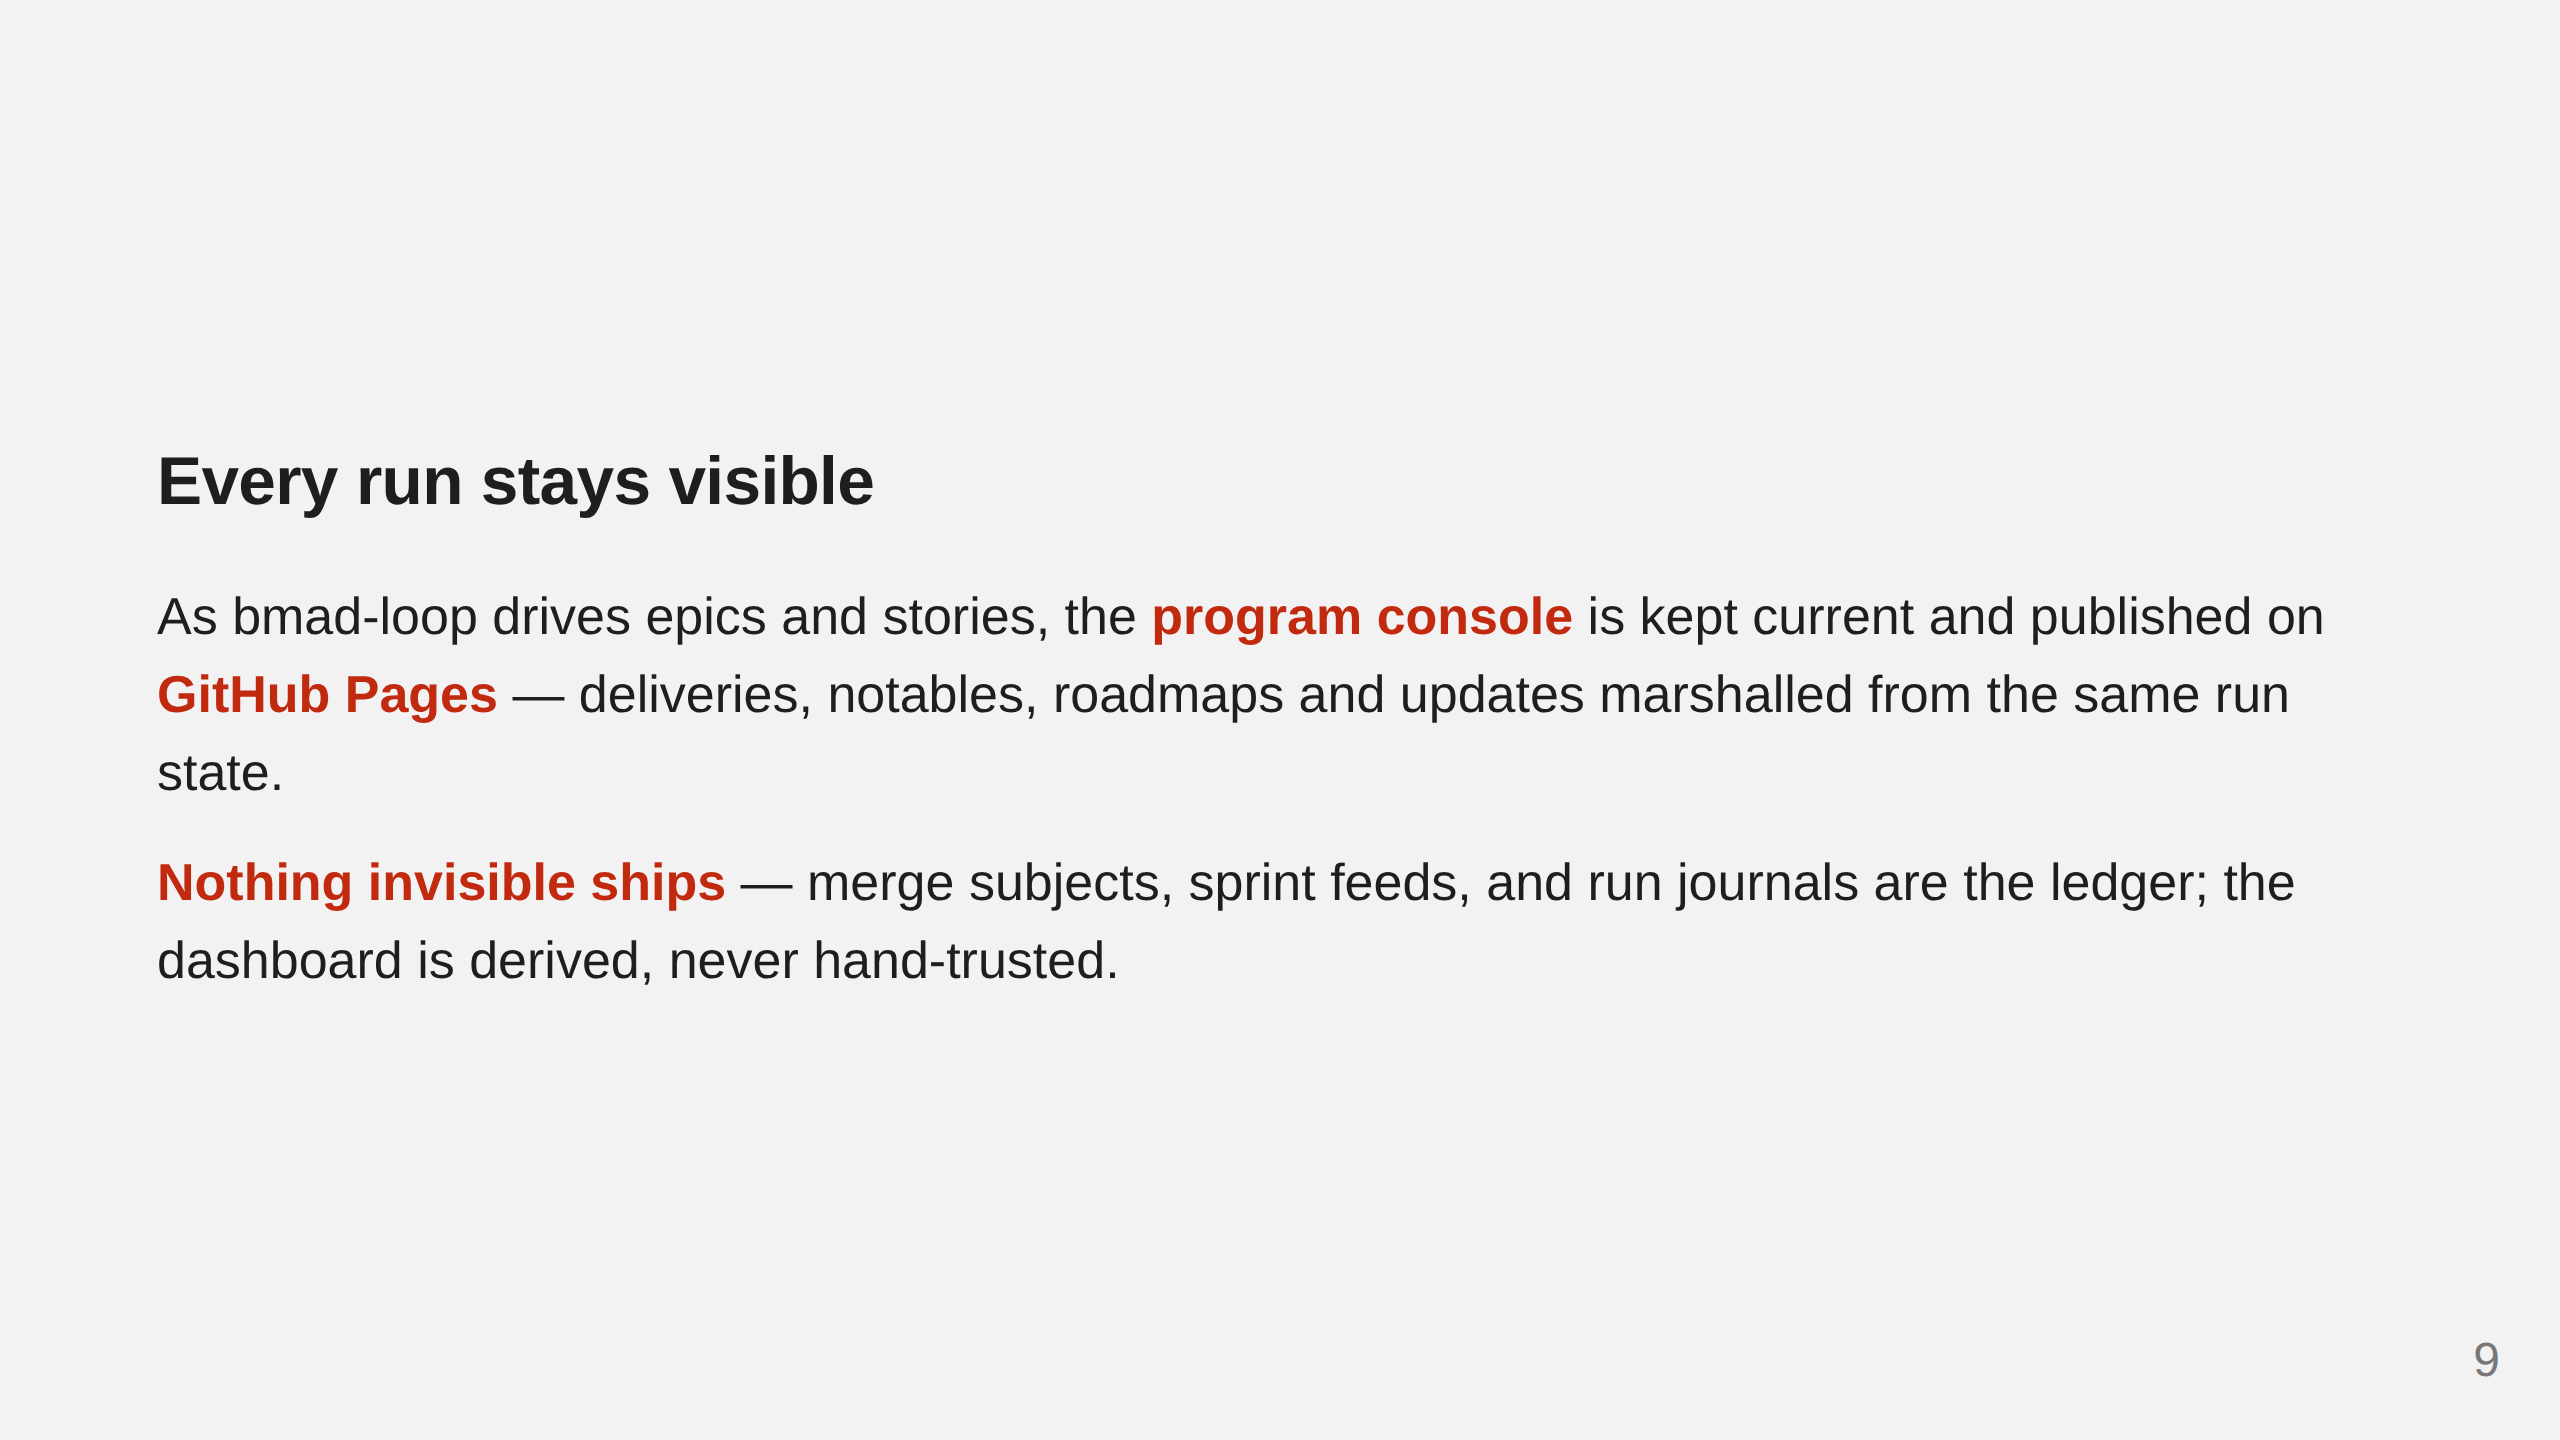 Every run stays visible
As bmad-loop drives epics and stories, the program console is kept current and published on
GitHub Pages — deliveries, notables, roadmaps and updates marshalled from the same run
state.
Nothing invisible ships — merge subjects, sprint feeds, and run journals are the ledger; the
dashboard is derived, never hand-trusted.
9